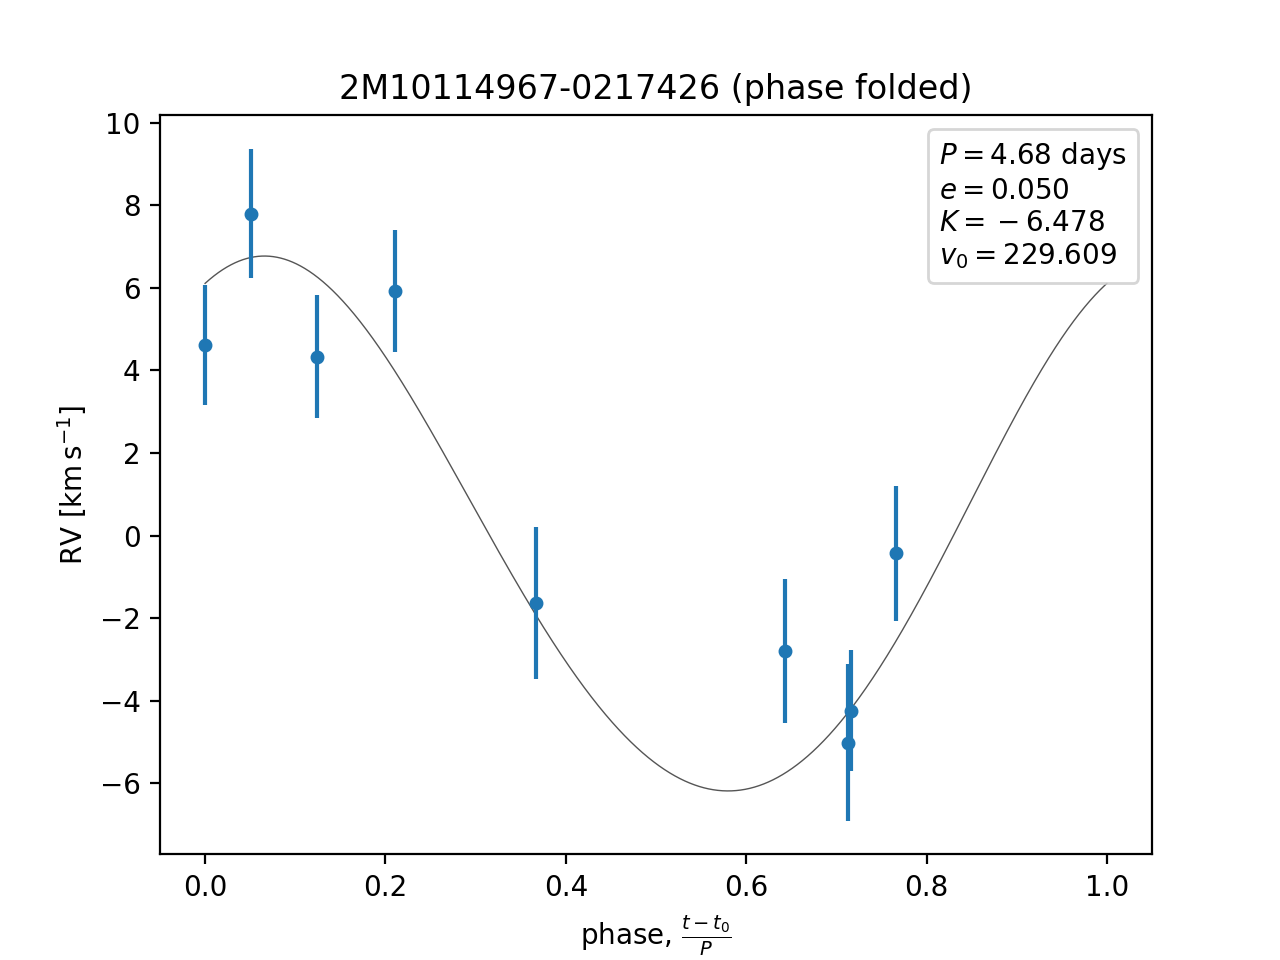 2M10114967-0217426 (phase folded)
P = 4.68 days
e = 0.050
K = −6.478
v₀ = 229.609
RV [km s⁻¹]
10
8
6
4
2
0
−2
−4
−6
0.0 0.2 0.4 0.6 0.8 1.0
phase, (t − t₀)/P